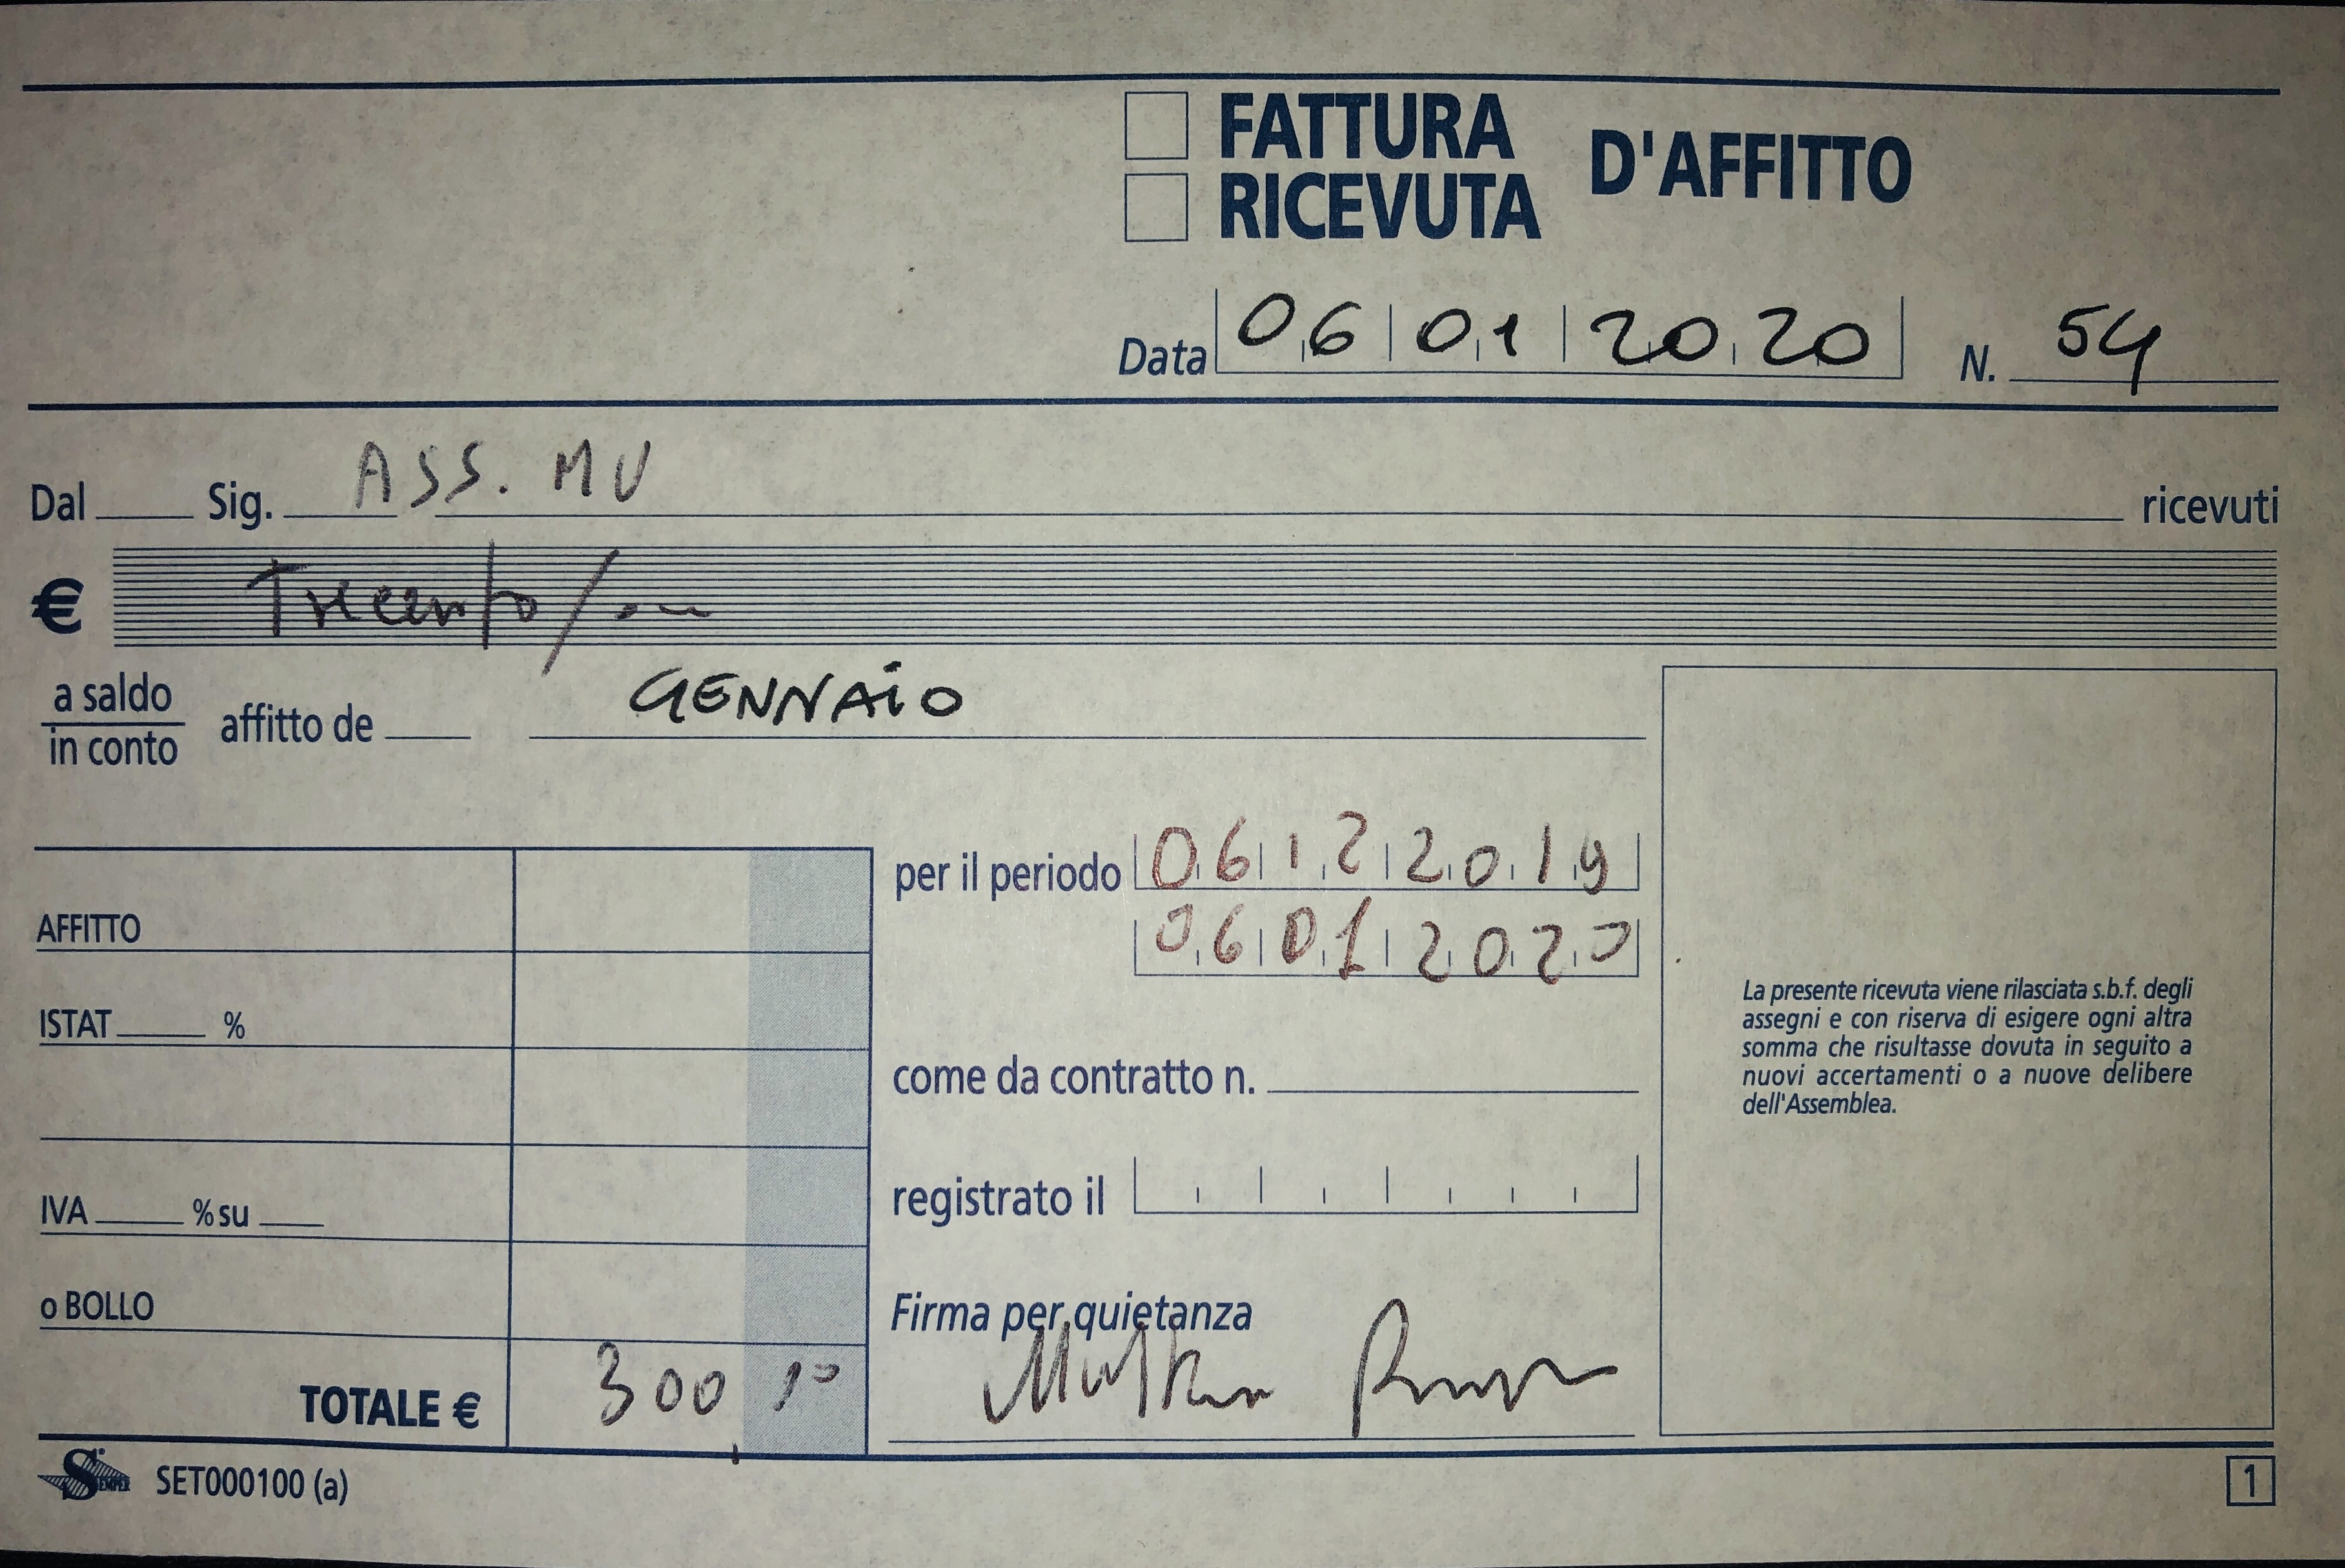 FATTURA
RICEVUTA
D'AFFITTO
Data 06 01 2020 N. 54
Dal Sig. ASS. MU ricevuti
€ Trecento/
a saldo
in conto
affitto de GENNAIO
per il periodo 06 12 2019
06 01 2020
AFFITTO
ISTAT %
come da contratto n.
IVA % su
registrato il
o BOLLO
Firma per quietanza
TOTALE € 300,
La presente ricevuta viene rilasciata s.b.f. degli
assegni e con riserva di esigere ogni altra
somma che risultasse dovuta in seguito a
nuovi accertamenti o a nuove delibere
dell'Assemblea.
SET000100 (a)
1